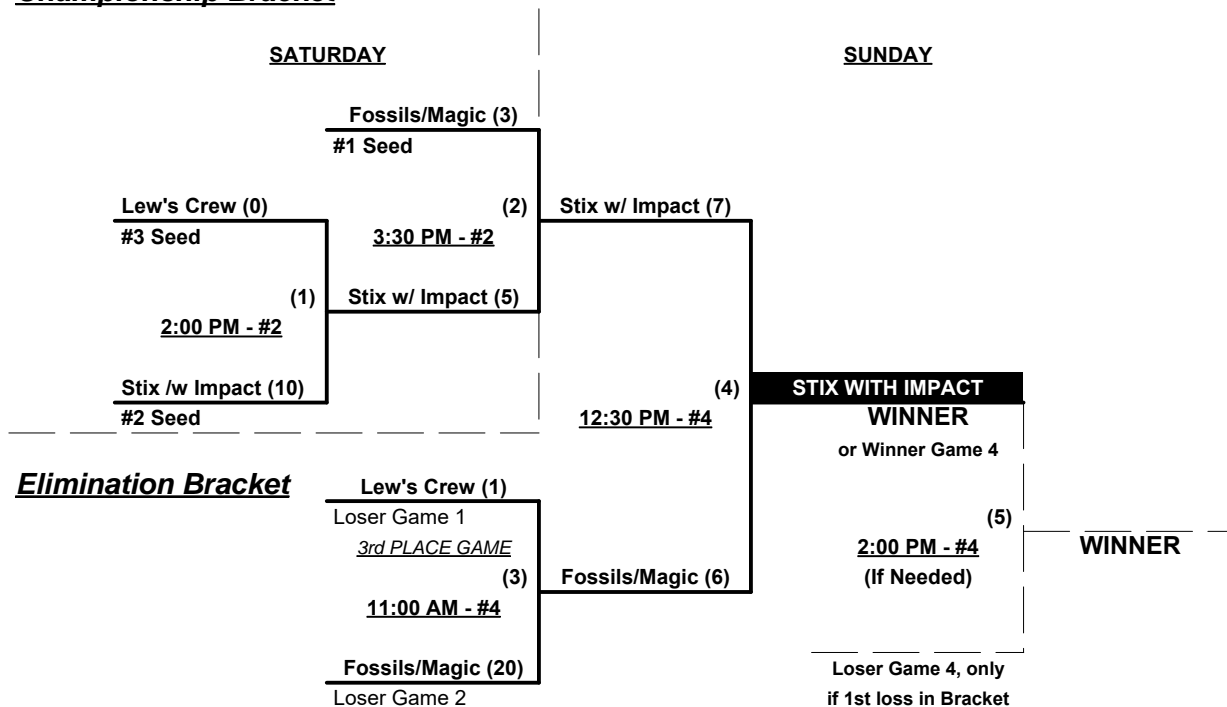 Championship Bracket
SATURDAY
SUNDAY
Fossils/Magic (3)
#1 Seed
Lew's Crew (0)
#3 Seed
(2)
3:30 PM - #2
Stix w/ Impact (7)
(1)
2:00 PM - #2
Stix w/ Impact (5)
Stix /w Impact (10)
#2 Seed
(4)
12:30 PM - #4
STIX WITH IMPACT
WINNER
or Winner Game 4
Elimination Bracket
Lew's Crew (1)
Loser Game 1
3rd PLACE GAME
(3)
11:00 AM - #4
Fossils/Magic (6)
(5)
2:00 PM - #4
(If Needed)
WINNER
Fossils/Magic (20)
Loser Game 2
Loser Game 4, only
if 1st loss in Bracket